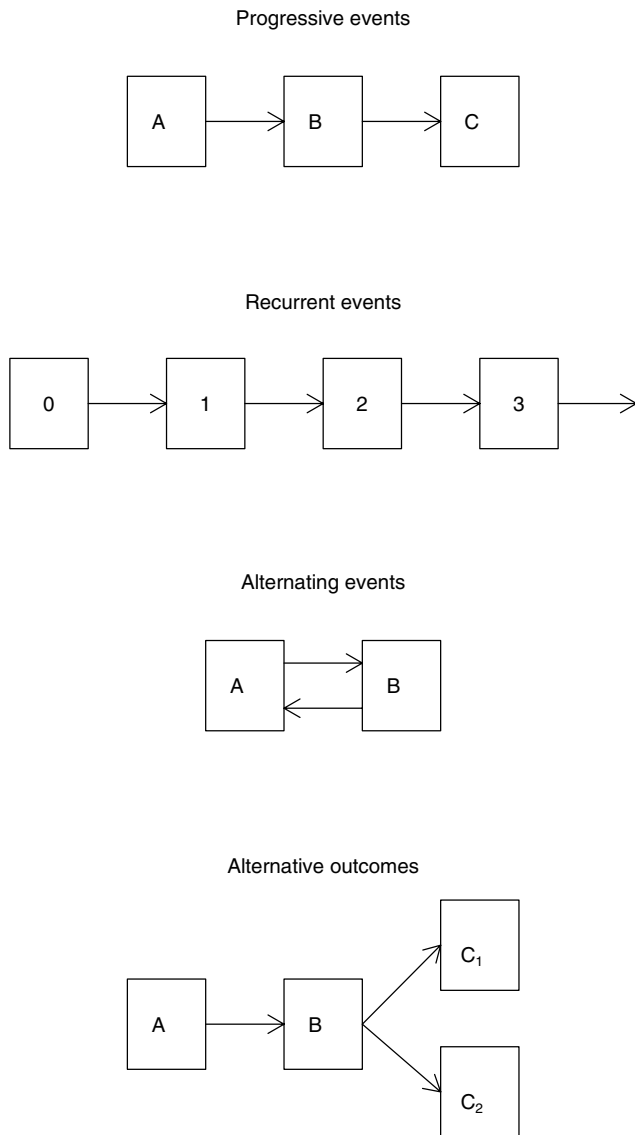 Progressive events
A B C
Recurrent events
0 1 2 3
Alternating events
A B
Alternative outcomes
C₁
A B
C₂